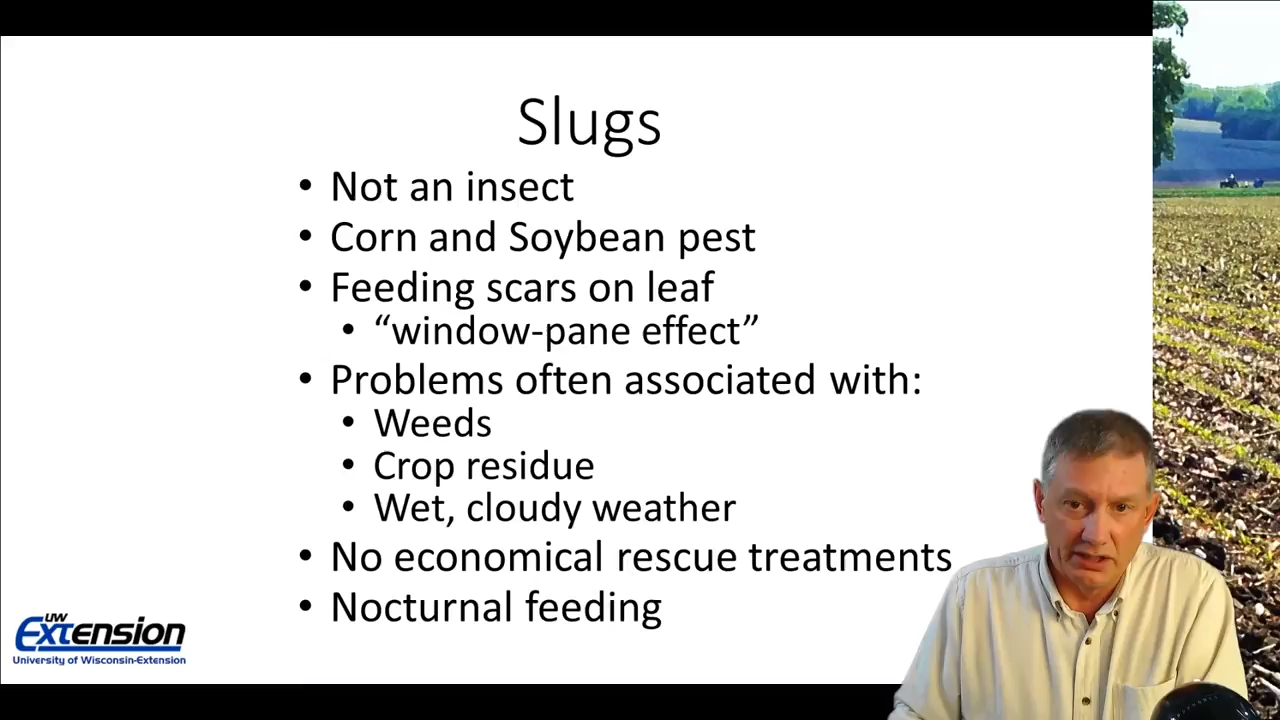 Slugs
• Not an insect
• Corn and Soybean pest
• Feeding scars on leaf
• “window-pane effect”
• Problems often associated with:
• Weeds
• Crop residue
• Wet, cloudy weather
• No economical rescue treatments
• Nocturnal feeding
UW
Extension
University of Wisconsin-Extension